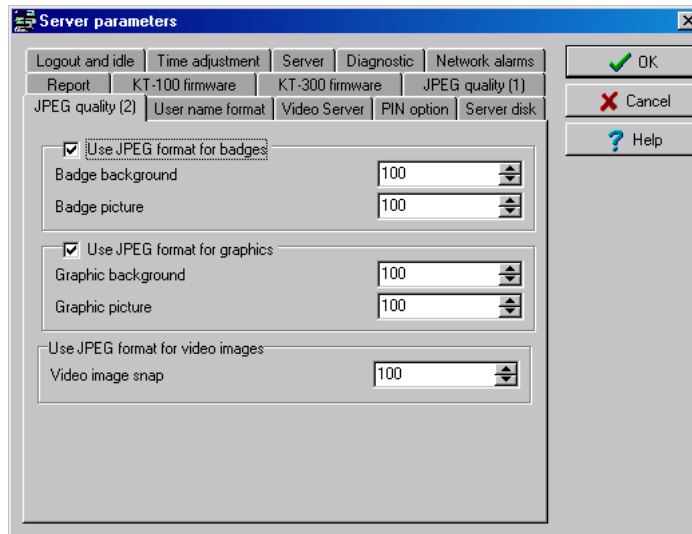 Server parameters
Logout and idle Time adjustment Server Diagnostic Network alarms
Report KT-100 firmware KT-300 firmware JPEG quality (1)
JPEG quality (2) User name format Video Server PIN option Server disk
OK
Cancel
Help
Use JPEG format for badges
Badge background 100
Badge picture 100
Use JPEG format for graphics
Graphic background 100
Graphic picture 100
Use JPEG format for video images
Video image snap 100